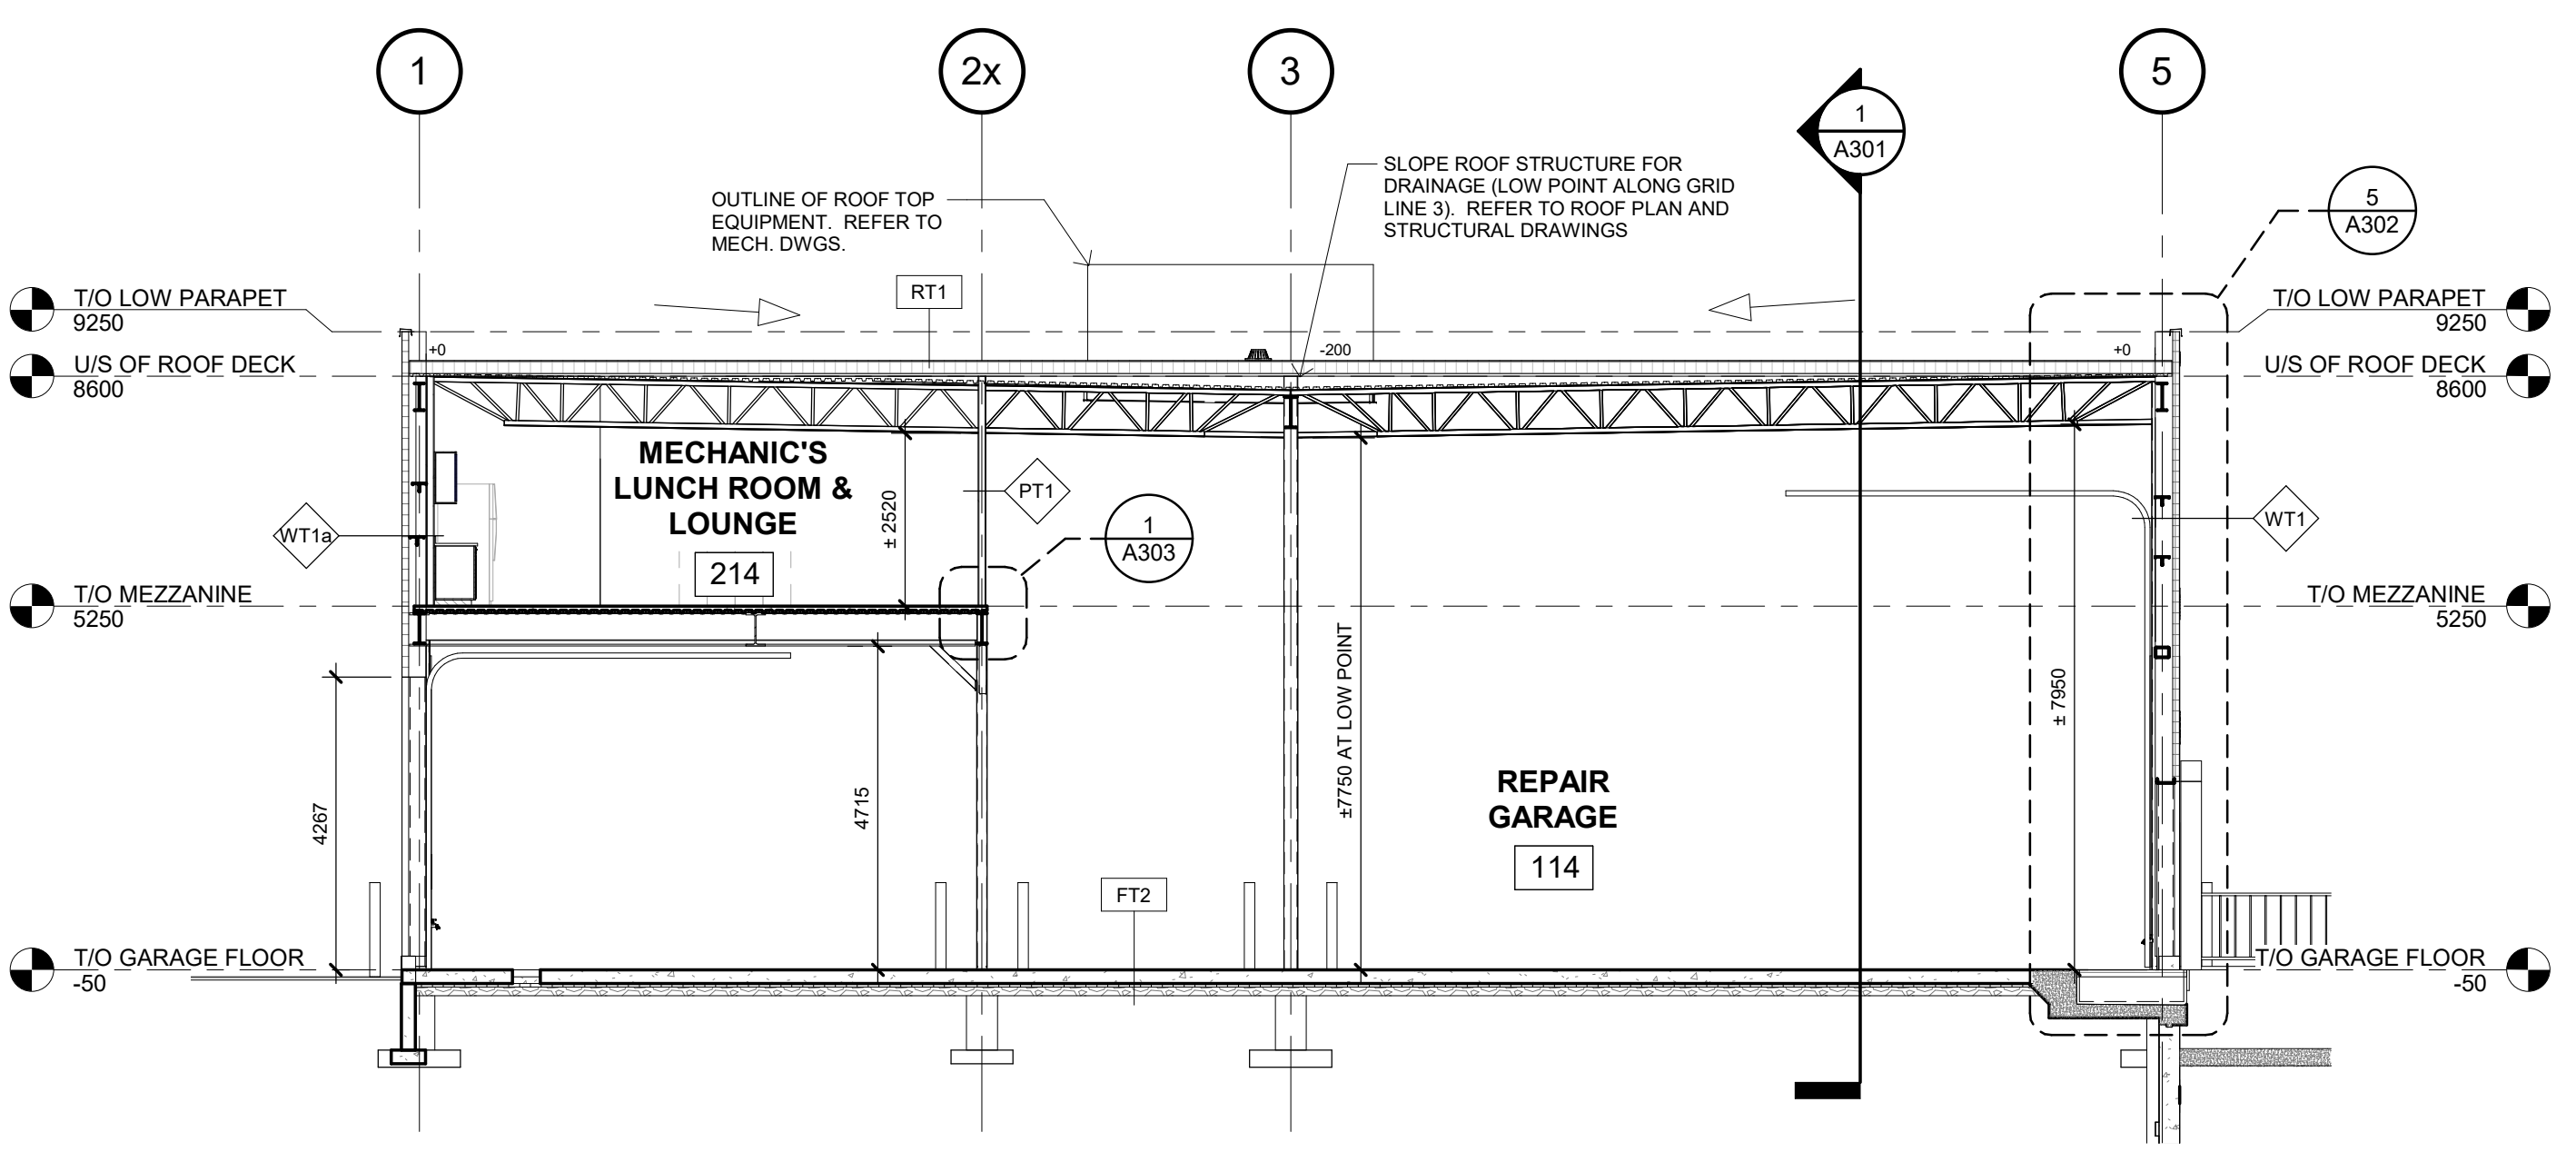 1
2x
3
5
1
A301
SLOPE ROOF STRUCTURE FOR
DRAINAGE (LOW POINT ALONG GRID
LINE 3). REFER TO ROOF PLAN AND
STRUCTURAL DRAWINGS
OUTLINE OF ROOF TOP
EQUIPMENT. REFER TO
MECH. DWGS.
5
A302
RT1
T/O LOW PARAPET
9250
T/O LOW PARAPET
9250
+0
-200
+0
U/S OF ROOF DECK
8600
U/S OF ROOF DECK
8600
MECHANIC'S
LUNCH ROOM &
LOUNGE
214
± 2520
PT1
1
A303
WT1a
WT1
T/O MEZZANINE
5250
T/O MEZZANINE
5250
4267
4715
±7750 AT LOW POINT
± 7950
REPAIR
GARAGE
114
FT2
T/O GARAGE FLOOR
-50
T/O GARAGE FLOOR
-50